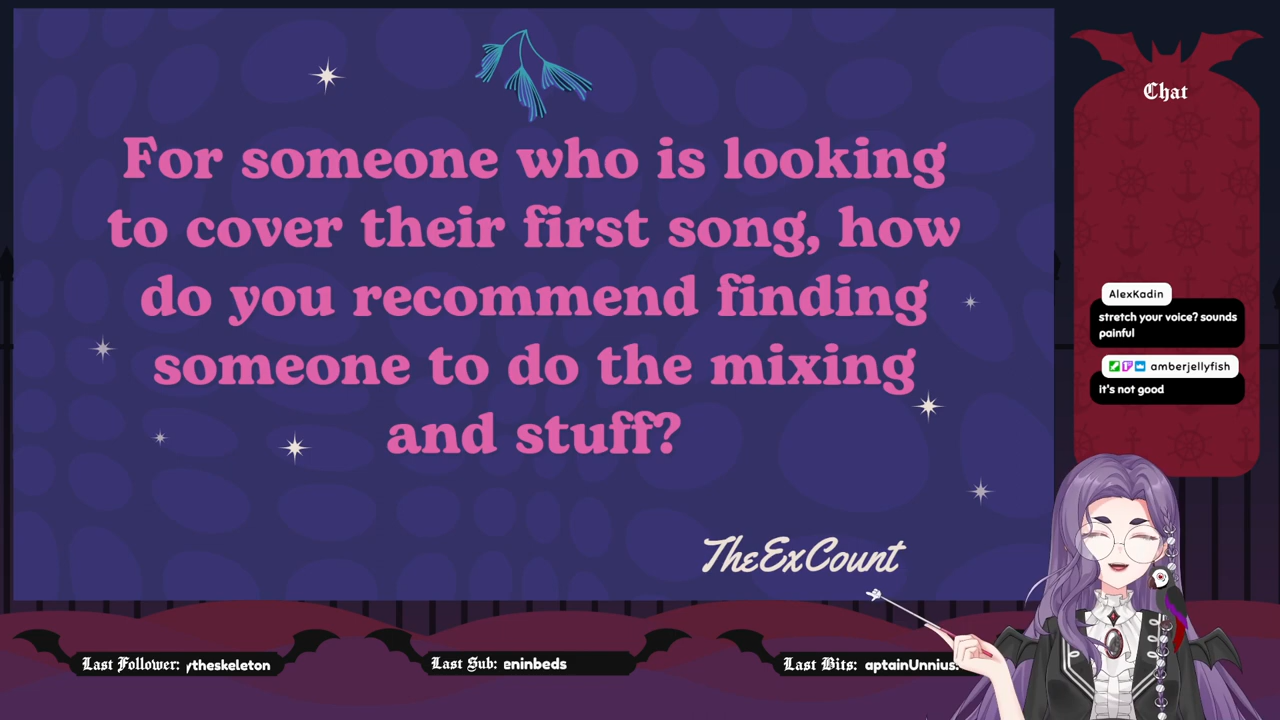 For someone who is looking
to cover their first song, how
do you recommend finding
someone to do the mixing
and stuff?
TheExCount
Chat
AlexKadin
stretch your voice? sounds
painful
amberjellyfish
it's not good
Last Follower: ytheskeleton
Last Sub: eninbeds
Last Bits: aptainUnnius: